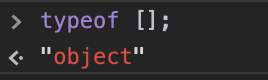 > typeof [];
<· "object"